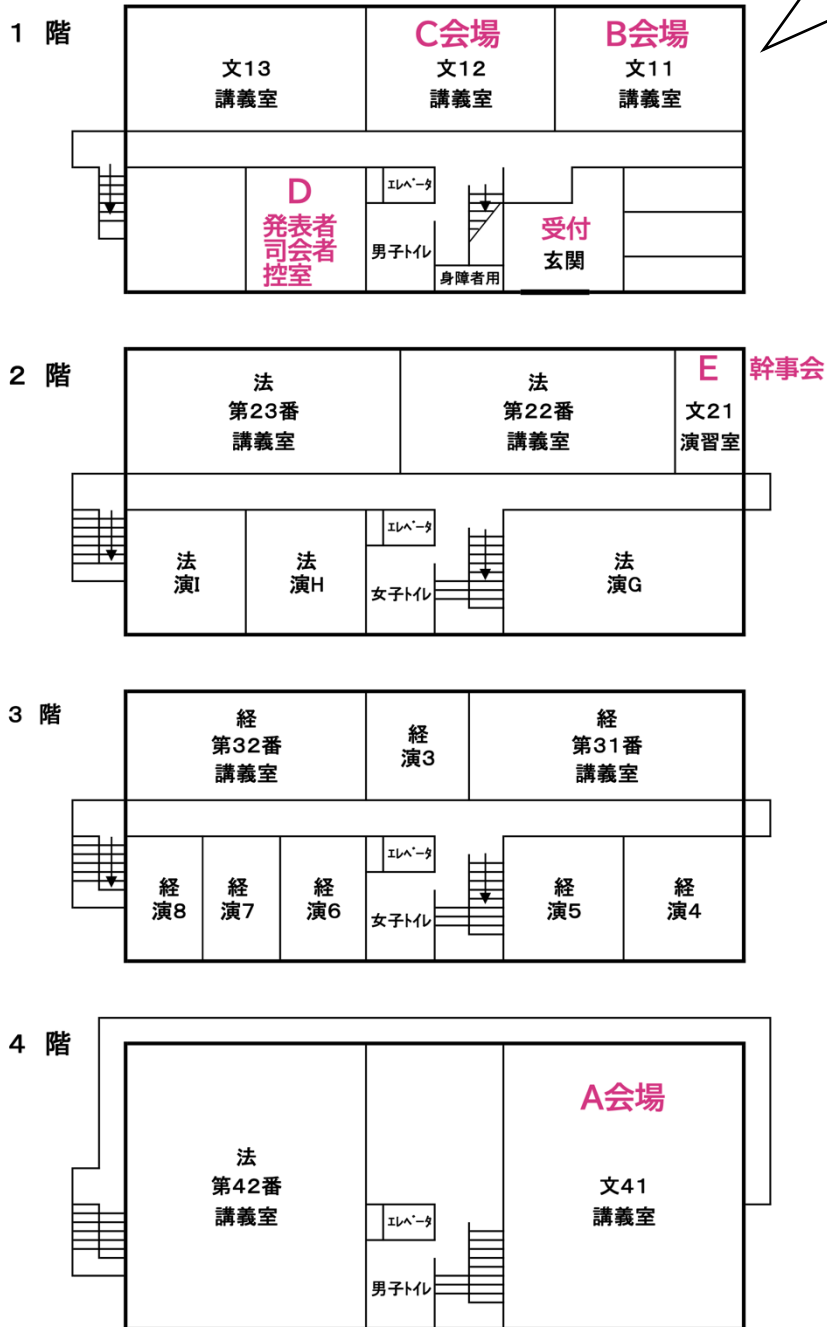 1 階
C会場
B会場
文13
講義室
文12
講義室
文11
講義室
D
発表者
司会者
控室
エレベータ
男子トイレ
身障者用
受付
玄関
2 階
法
第23番
講義室
法
第22番
講義室
E 幹事会
文21
演習室
法
演I
法
演H
エレベータ
女子トイレ
法
演G
3 階
経
第32番
講義室
経
演3
経
第31番
講義室
経
演8
経
演7
経
演6
エレベータ
女子トイレ
経
演5
経
演4
4 階
A会場
法
第42番
講義室
文41
講義室
エレベータ
男子トイレ